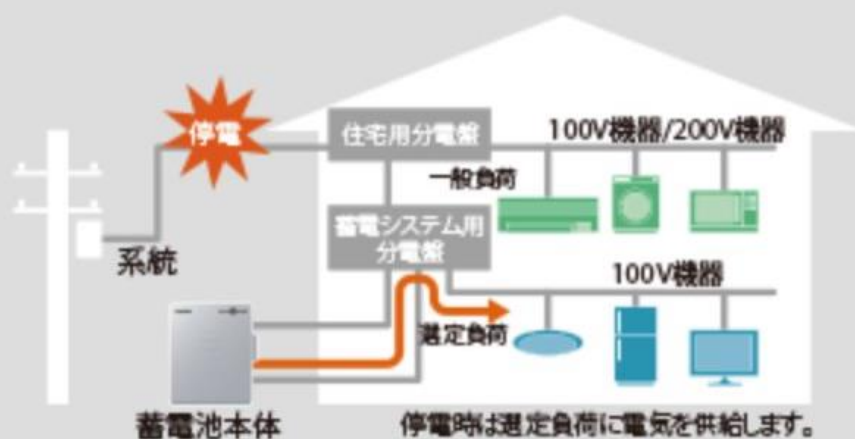 停電
住宅用分電盤
100V機器/200V機器
一般負荷
蓄電システム用
分電盤
系統
100V機器
選定負荷
蓄電池本体
停電時は選定負荷に電気を供給します。